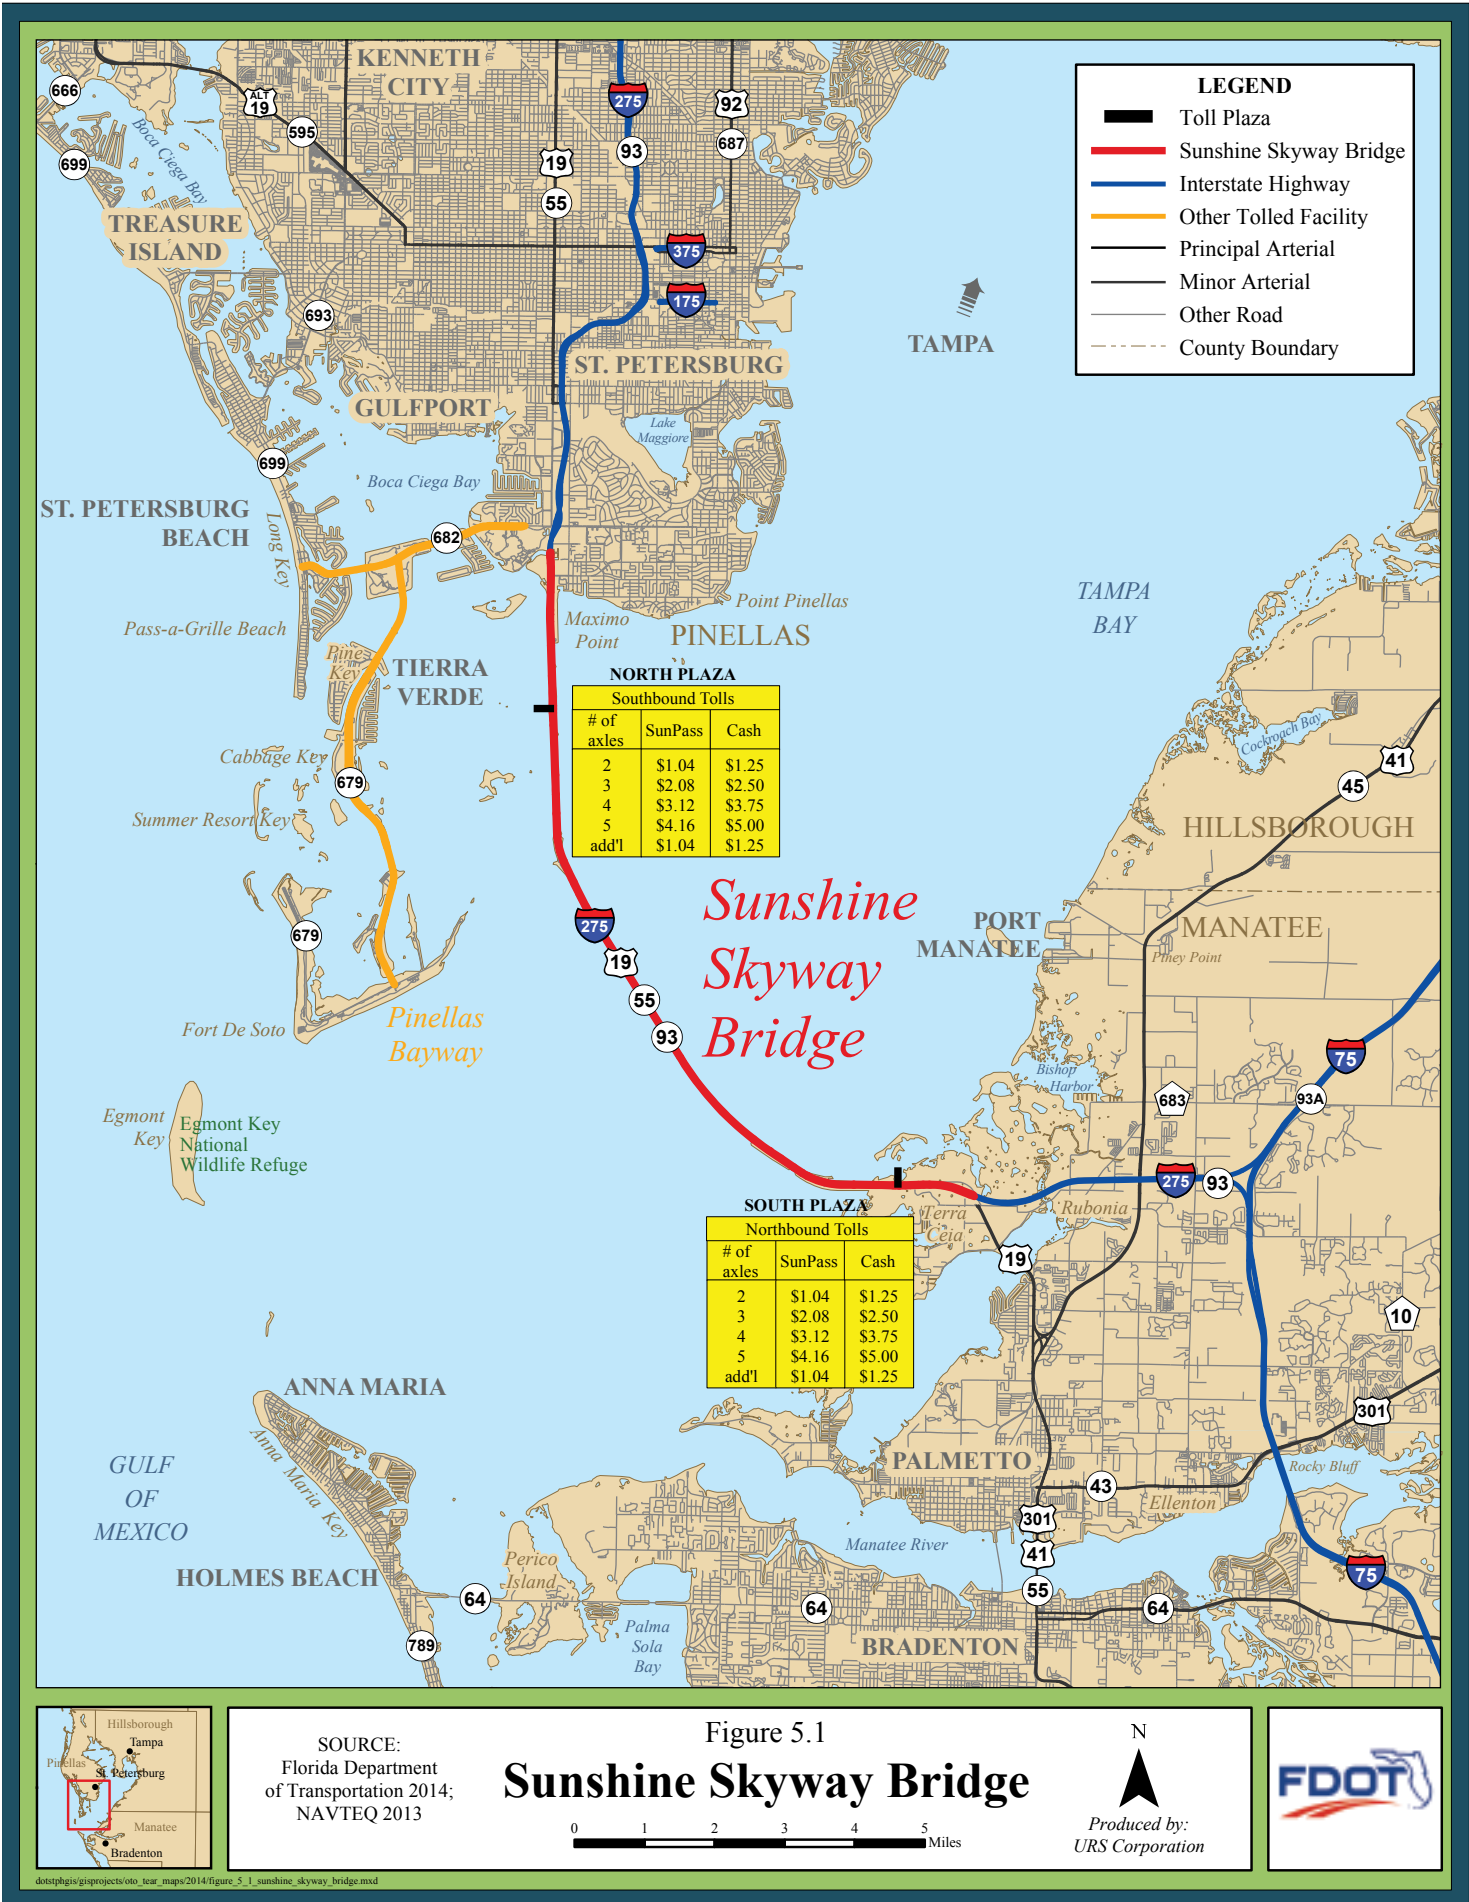 KENNETH
CITY
666
ALT
19
595
275
92
699
Boca Ciega Bay
19
93
687
55
TREASURE
ISLAND
375
175
693
ST. PETERSBURG
TAMPA
GULFPORT
Lake
Maggiore
699
Boca Ciega Bay
ST. PETERSBURG
BEACH
Long Key
682
TAMPA
BAY
Point Pinellas
Maximo
Point
PINELLAS
Pass-a-Grille Beach
Pine
Key
TIERRA
VERDE
Cabbage Key
679
Summer Resort Key
679
Fort De Soto
Pinellas
Bayway
Egmont
Key
Egmont Key
National
Wildlife Refuge
LEGEND
Toll Plaza
Sunshine Skyway Bridge
Interstate Highway
Other Tolled Facility
Principal Arterial
Minor Arterial
Other Road
County Boundary
NORTH PLAZA
Southbound Tolls
# of
axles SunPass Cash
2 $1.04 $1.25
3 $2.08 $2.50
4 $3.12 $3.75
5 $4.16 $5.00
add'l $1.04 $1.25
Sunshine
Skyway
Bridge
275
19
55
93
Cockroach Bay
41
45
HILLSBOROUGH
MANATEE
PORT
MANATEE
Piney Point
Bishop
Harbor
75
683
93A
275
93
SOUTH PLAZA
Northbound Tolls
# of
axles SunPass Cash
2 $1.04 $1.25
3 $2.08 $2.50
4 $3.12 $3.75
5 $4.16 $5.00
add'l $1.04 $1.25
Terra
Ceia
Rubonia
19
10
301
ANNA MARIA
Anna Maria Key
GULF
OF
MEXICO
PALMETTO
43
Rocky Bluff
Ellenton
301
41
Manatee River
55
75
Perico
Island
HOLMES BEACH
64
64
64
Palma
Sola
Bay
789
BRADENTON
Hillsborough
Tampa
Pinellas
St. Petersburg
Manatee
Bradenton
SOURCE:
Florida Department
of Transportation 2014;
NAVTEQ 2013
Figure 5.1
Sunshine Skyway Bridge
0 1 2 3 4 5
Miles
N
Produced by:
URS Corporation
FDOT
dotstphgis/gisprojects/oto_tear_maps/2014/figure_5_1_sunshine_skyway_bridge.mxd